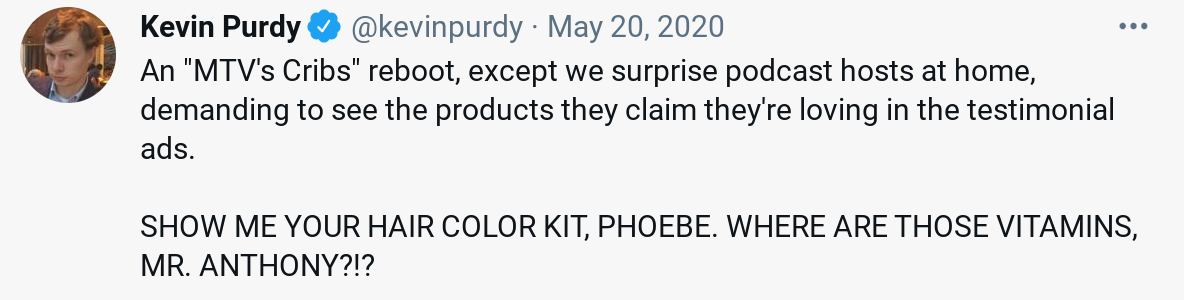 Kevin Purdy @kevinpurdy · May 20, 2020
An "MTV's Cribs" reboot, except we surprise podcast hosts at home,
demanding to see the products they claim they're loving in the testimonial
ads.
SHOW ME YOUR HAIR COLOR KIT, PHOEBE. WHERE ARE THOSE VITAMINS,
MR. ANTHONY?!?